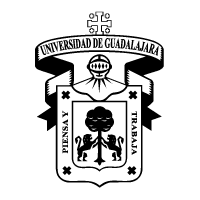 UNIVERSIDAD DE GUADALAJARA
PIENSA Y
TRABAJA